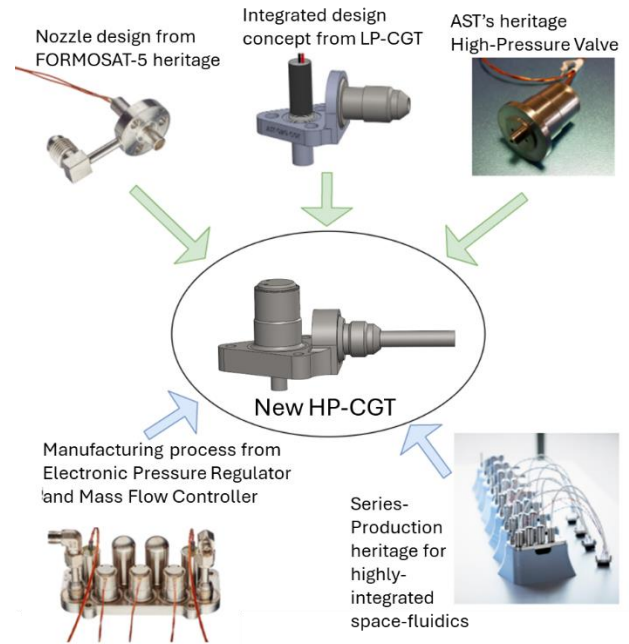 Nozzle design from
FORMOSAT-5 heritage
Integrated design
concept from LP-CGT
AST's heritage
High-Pressure Valve
New HP-CGT
Manufacturing process from
Electronic Pressure Regulator
and Mass Flow Controller
Series-
Production
heritage for
highly-
integrated
space-fluidics